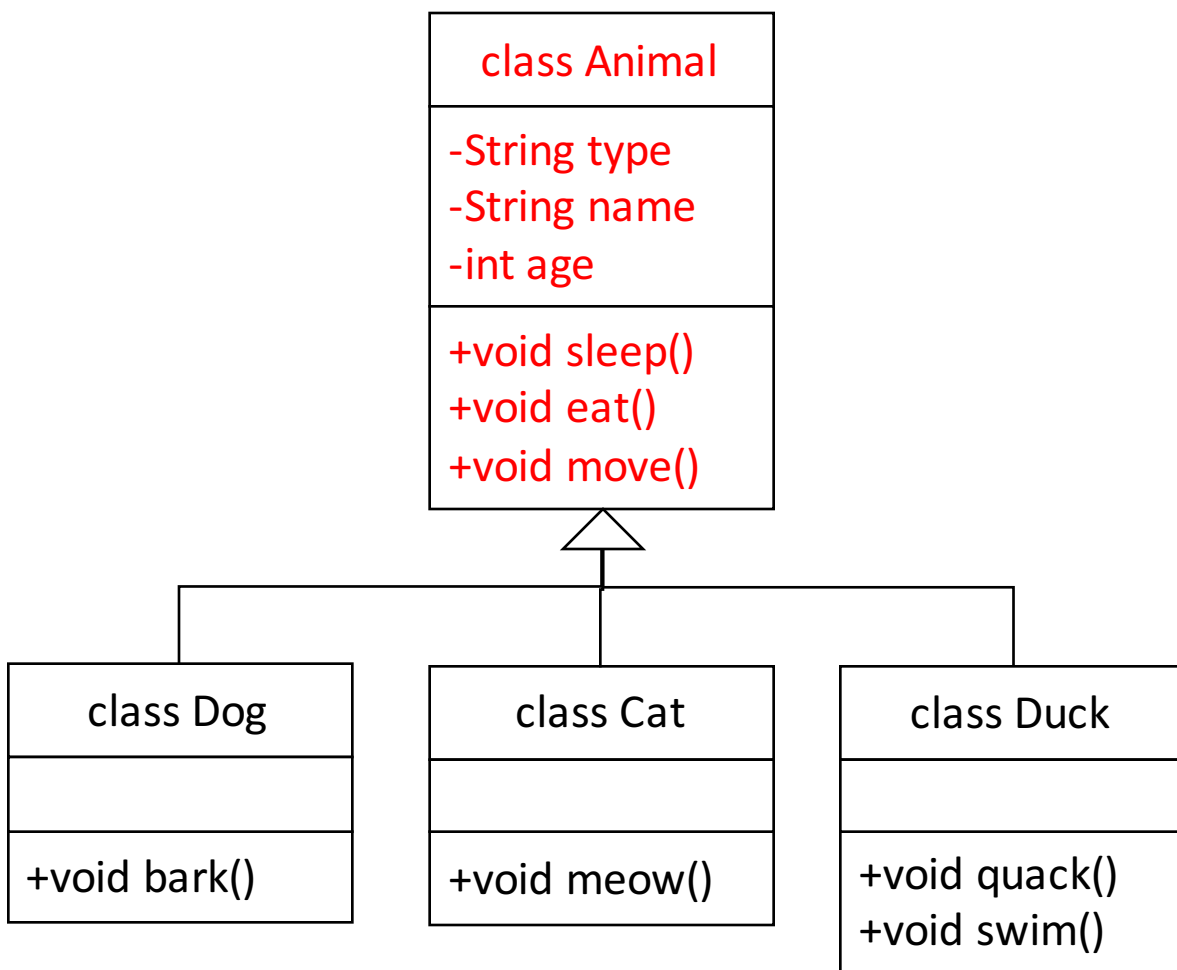 class Animal
-String type
-String name
-int age
+void sleep()
+void eat()
+void move()
class Dog
+void bark()
class Cat
+void meow()
class Duck
+void quack()
+void swim()